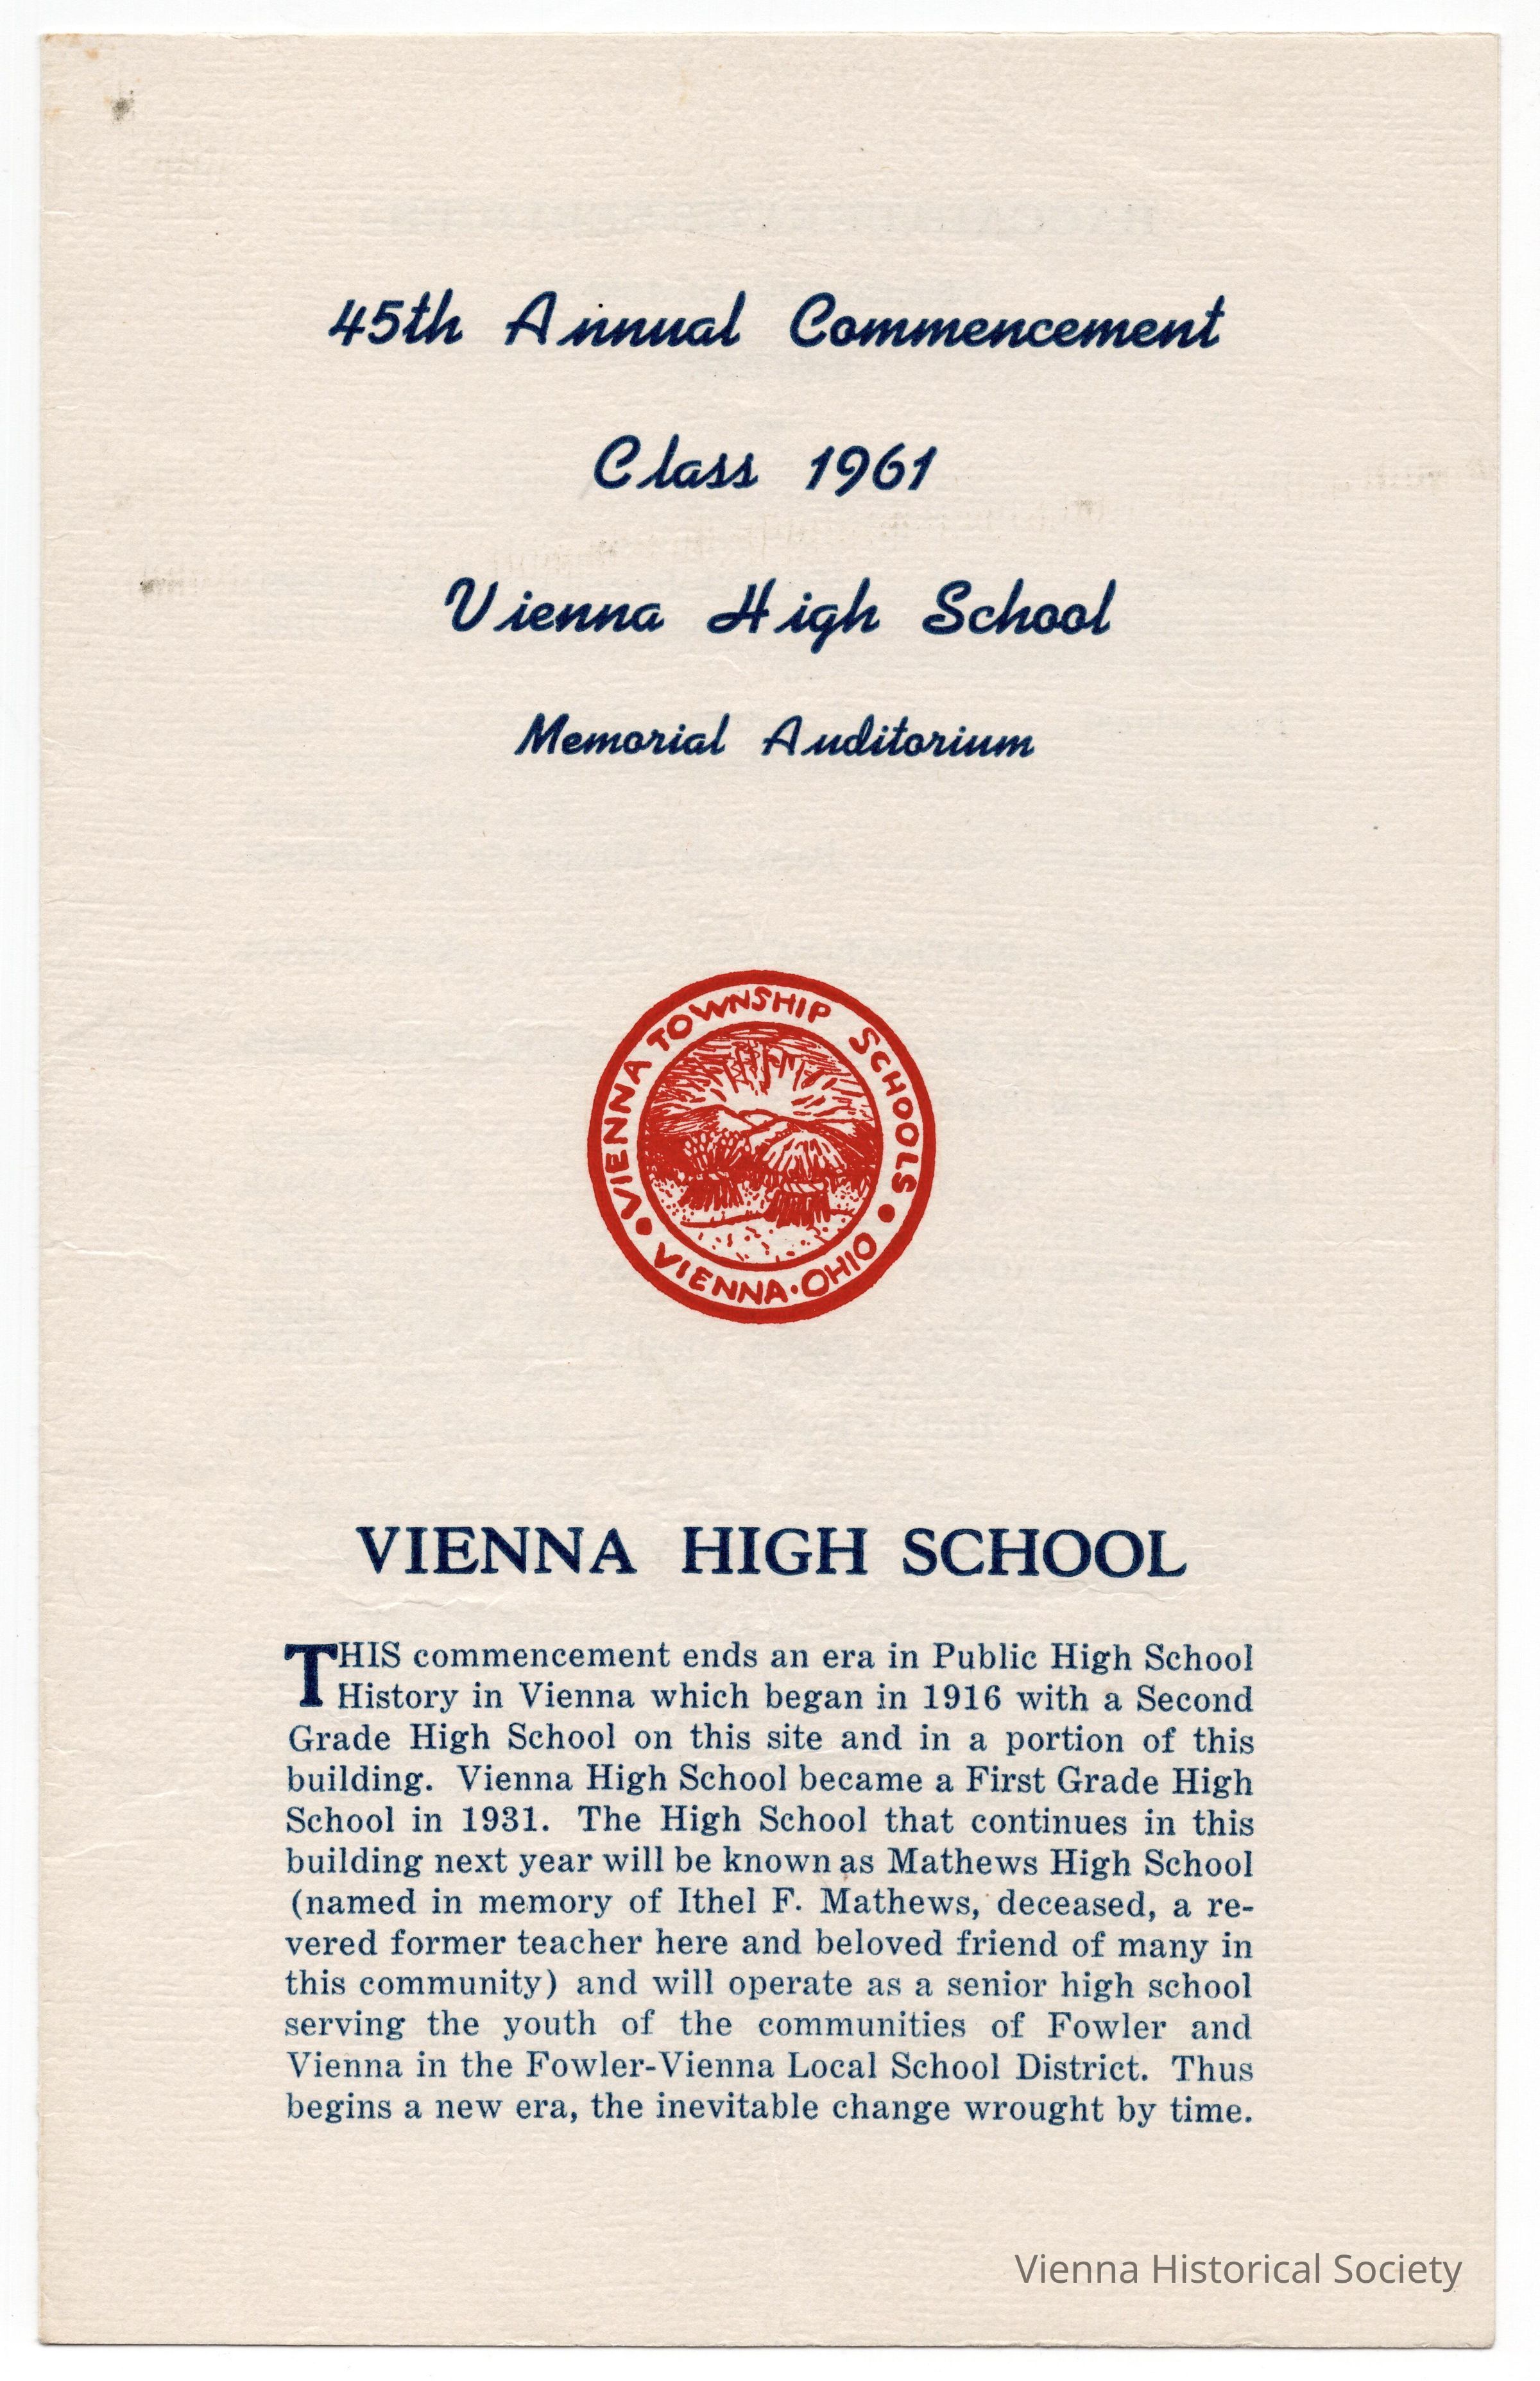 45th Annual Commencement
Class 1961
Vienna High School
Memorial Auditorium
VIENNA TOWNSHIP SCHOOLS
VIENNA · OHIO
VIENNA HIGH SCHOOL
THIS commencement ends an era in Public High School
History in Vienna which began in 1916 with a Second
Grade High School on this site and in a portion of this
building. Vienna High School became a First Grade High
School in 1931. The High School that continues in this
building next year will be known as Mathews High School
(named in memory of Ithel F. Mathews, deceased, a re-
vered former teacher here and beloved friend of many in
this community) and will operate as a senior high school
serving the youth of the communities of Fowler and
Vienna in the Fowler-Vienna Local School District. Thus
begins a new era, the inevitable change wrought by time.
Vienna Historical Society